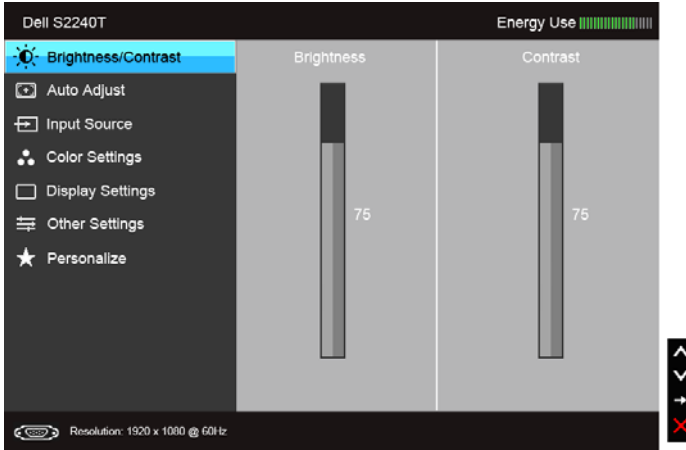 Dell S2240T
Energy Use
Brightness/Contrast
Brightness
Contrast
Auto Adjust
Input Source
Color Settings
Display Settings
75
75
Other Settings
Personalize
Resolution: 1920 x 1080 @ 60Hz